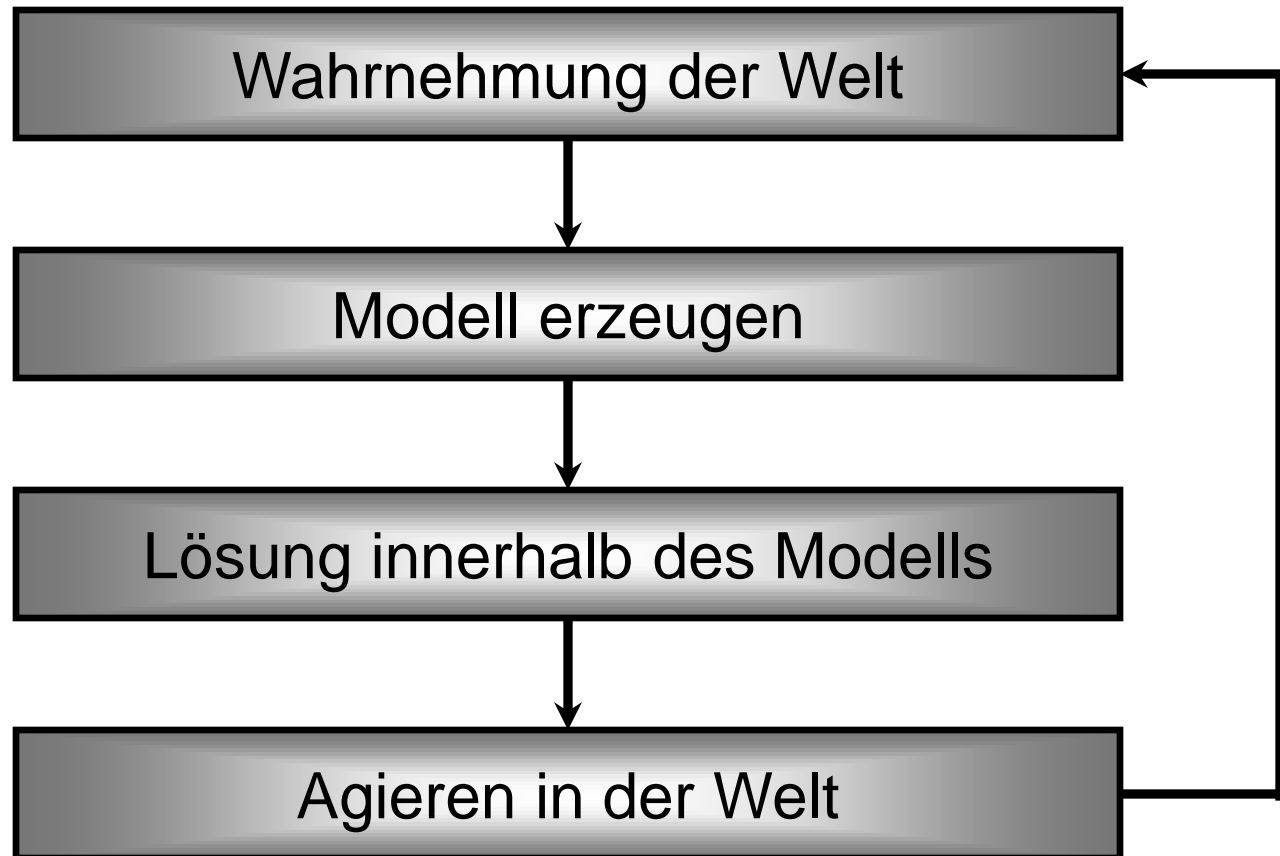 Wahrnehmung der Welt
Modell erzeugen
Lösung innerhalb des Modells
Agieren in der Welt